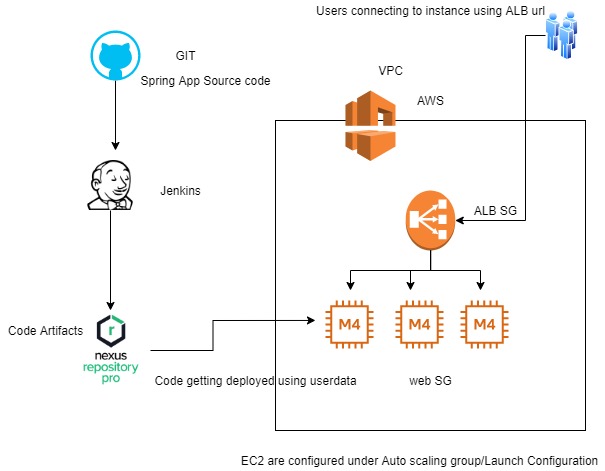 Users connecting to instance using ALB url
GIT
Spring App Source code
VPC
AWS
Jenkins
ALB SG
Code Artifacts
r
nexus
repository
pro
M4
M4
M4
Code getting deployed using userdata
web SG
EC2 are configured under Auto scaling group/Launch Configuration